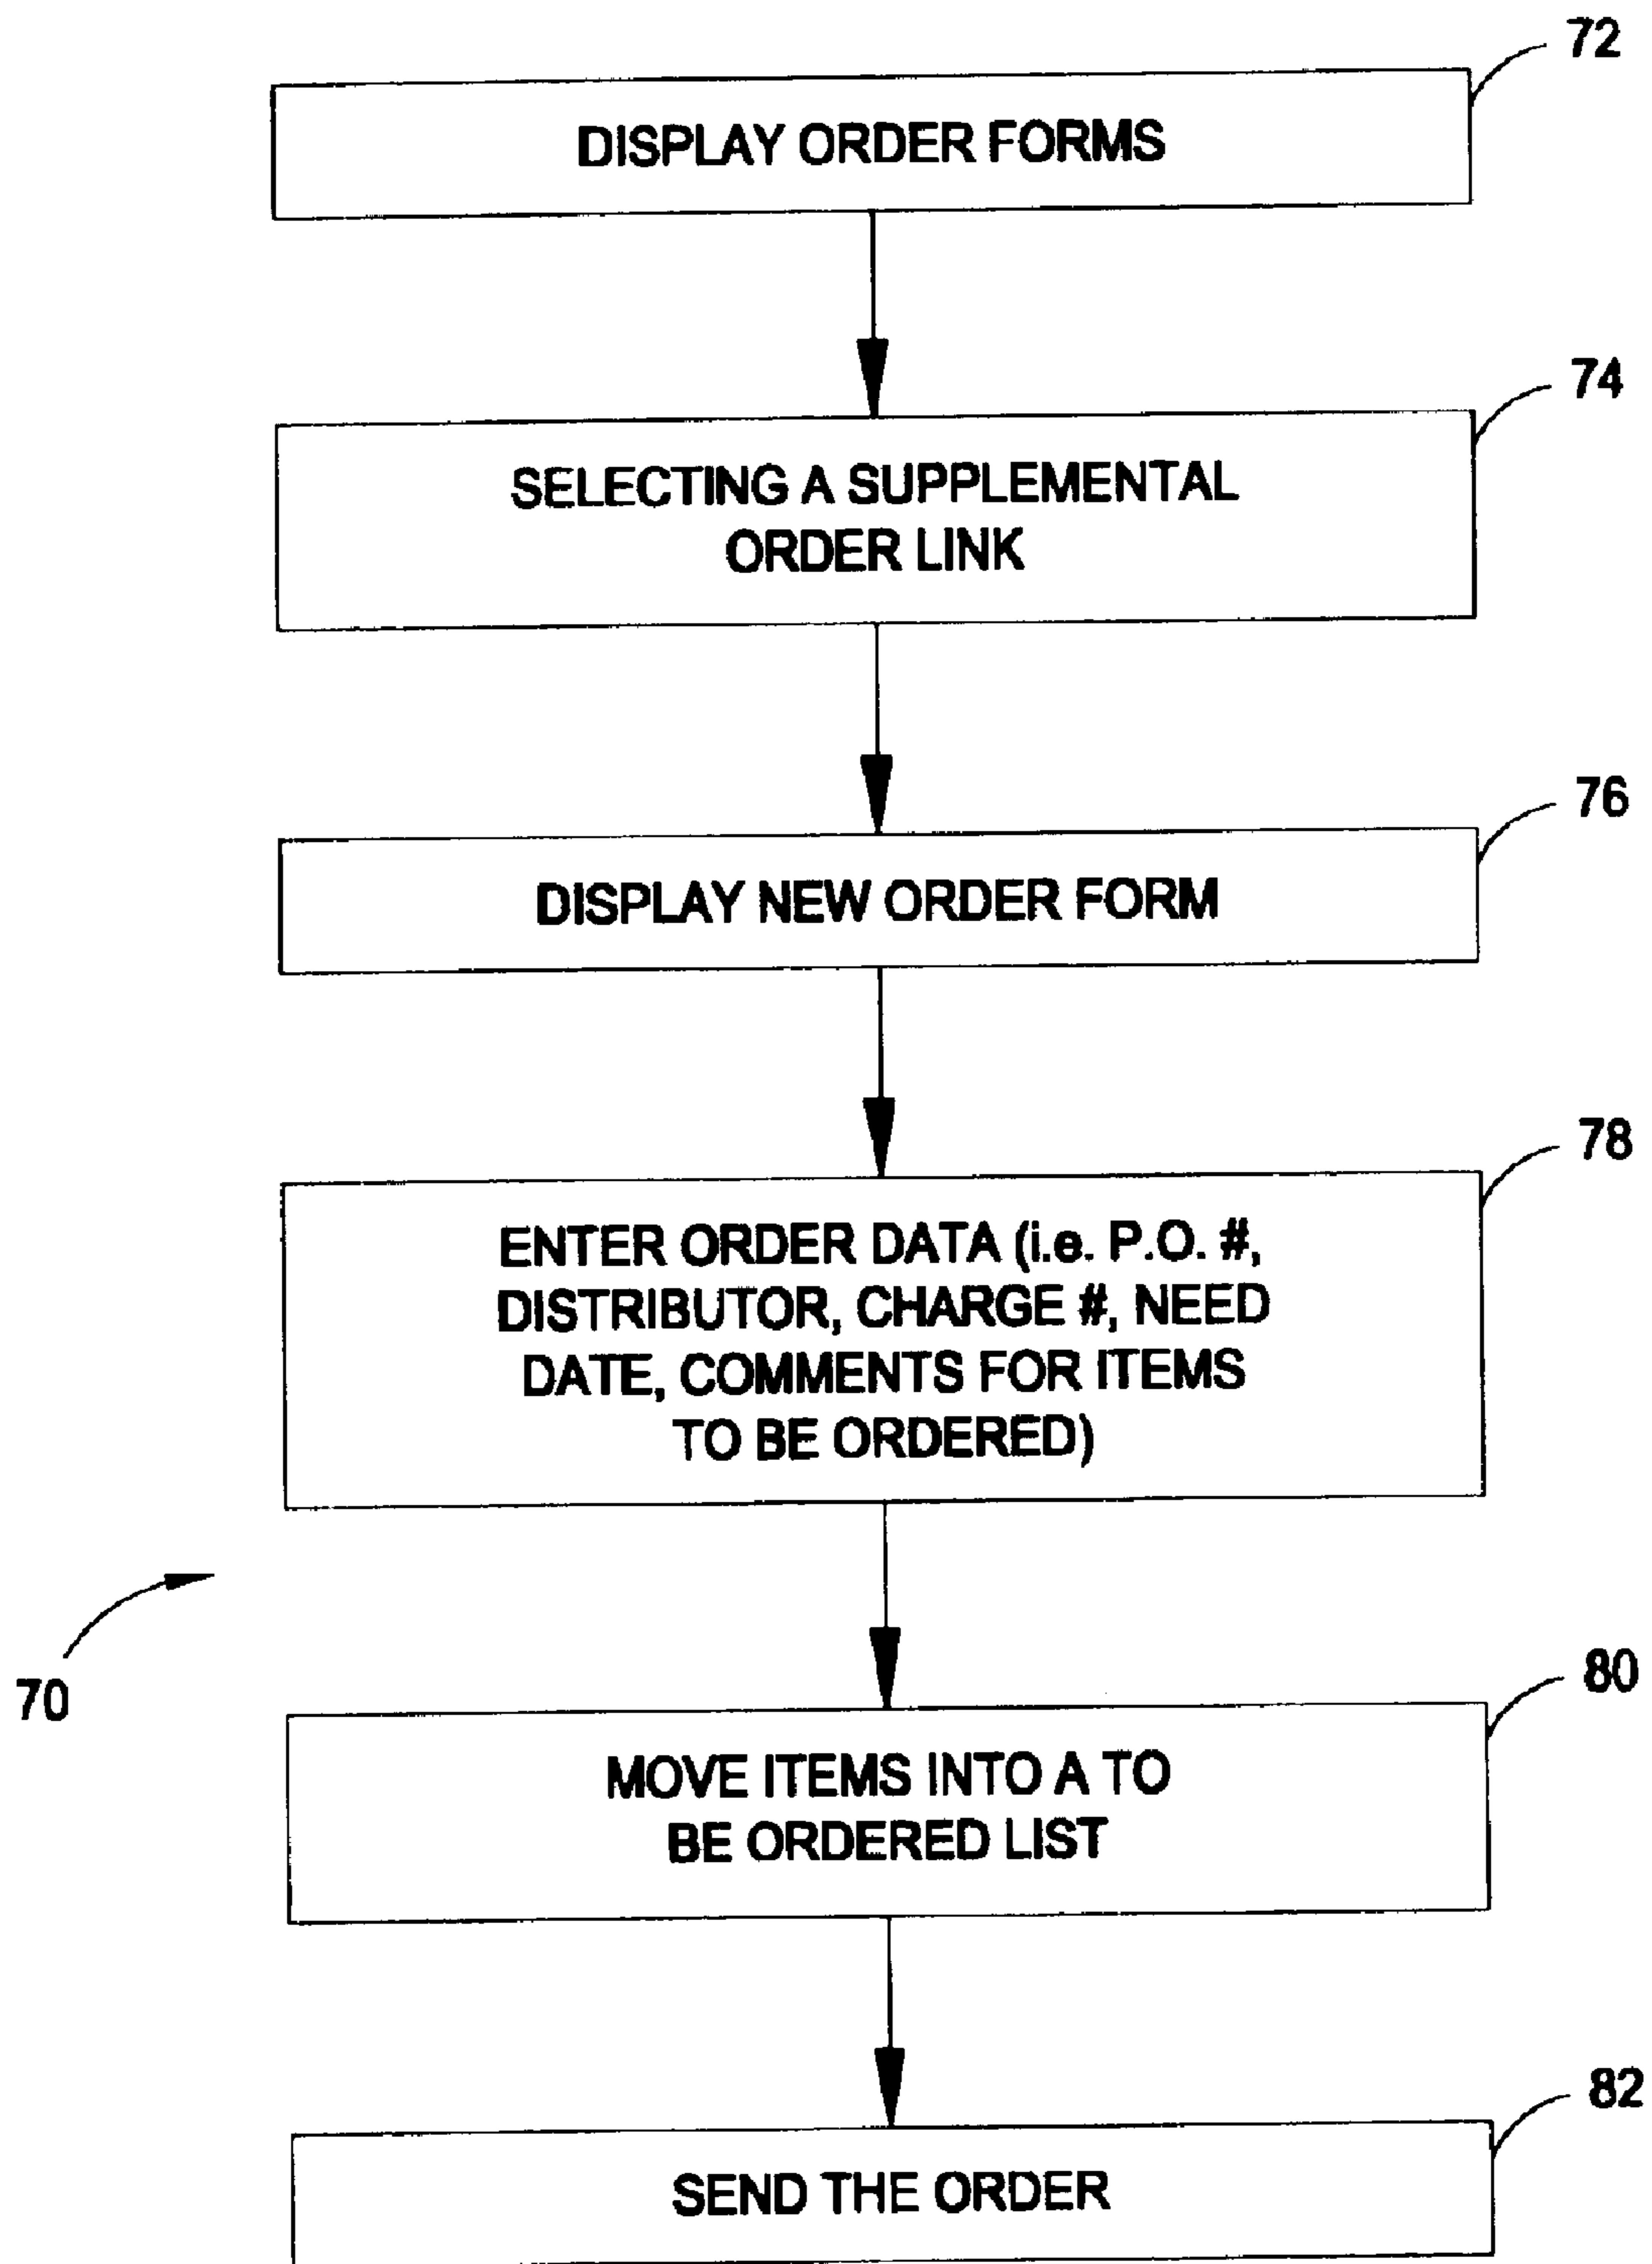 72
DISPLAY ORDER FORMS
74
SELECTING A SUPPLEMENTAL
ORDER LINK
76
DISPLAY NEW ORDER FORM
78
ENTER ORDER DATA (i.e. P.O. #,
DISTRIBUTOR, CHARGE #, NEED
DATE, COMMENTS FOR ITEMS
TO BE ORDERED)
70
80
MOVE ITEMS INTO A TO
BE ORDERED LIST
82
SEND THE ORDER